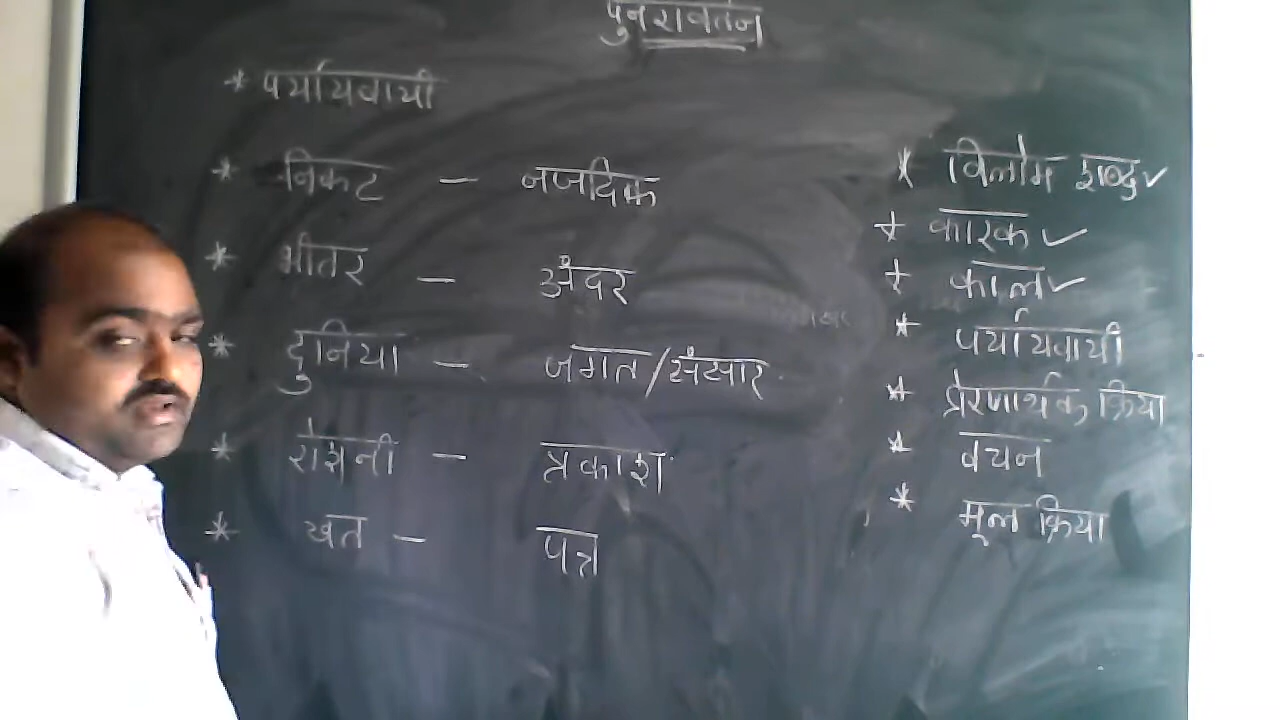 पुनरावर्तन
* पर्यायवाची
* निकट – नजदिक
* भीतर – अंदर
* दुनिया – जगत/संसार
* रोशनी – प्रकाश
* खत – पत्र
* विलोम शब्द ✓
* कारक ✓
* काल ✓
* पर्यायवाची
* प्रेरणार्थक क्रिया
* वचन
* मूल क्रिया